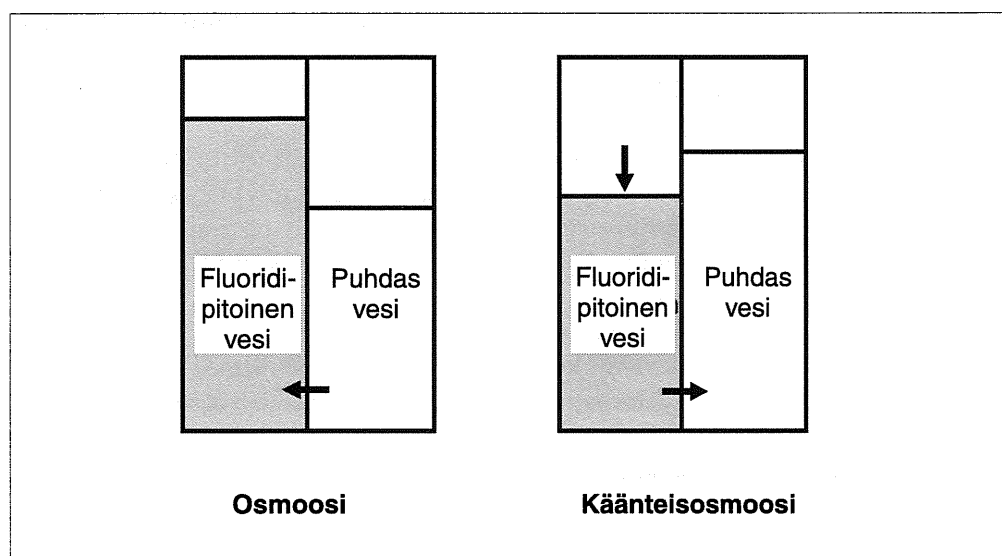 Fluoridi-
pitoinen
vesi
Puhdas
vesi
Fluoridi-
pitoinen
vesi
Puhdas
vesi
Osmoosi
Käänteisosmoosi